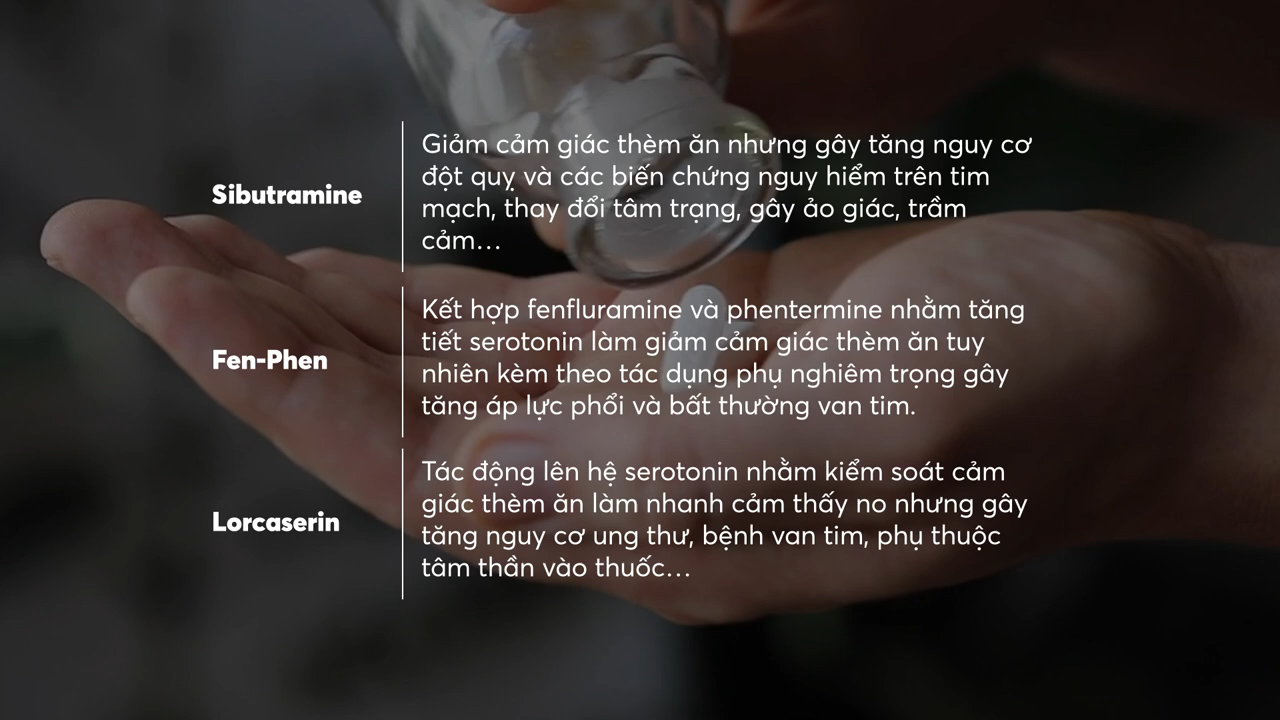 Sibutramine
Giảm cảm giác thèm ăn nhưng gây tăng nguy cơ
đột quỵ và các biến chứng nguy hiểm trên tim
mạch, thay đổi tâm trạng, gây ảo giác, trầm
cảm...
Fen-Phen
Kết hợp fenfluramine và phentermine nhằm tăng
tiết serotonin làm giảm cảm giác thèm ăn tuy
nhiên kèm theo tác dụng phụ nghiêm trọng gây
tăng áp lực phổi và bất thường van tim.
Lorcaserin
Tác động lên hệ serotonin nhằm kiểm soát cảm
giác thèm ăn làm nhanh cảm thấy no nhưng gây
tăng nguy cơ ung thư, bệnh van tim, phụ thuộc
tâm thần vào thuốc...